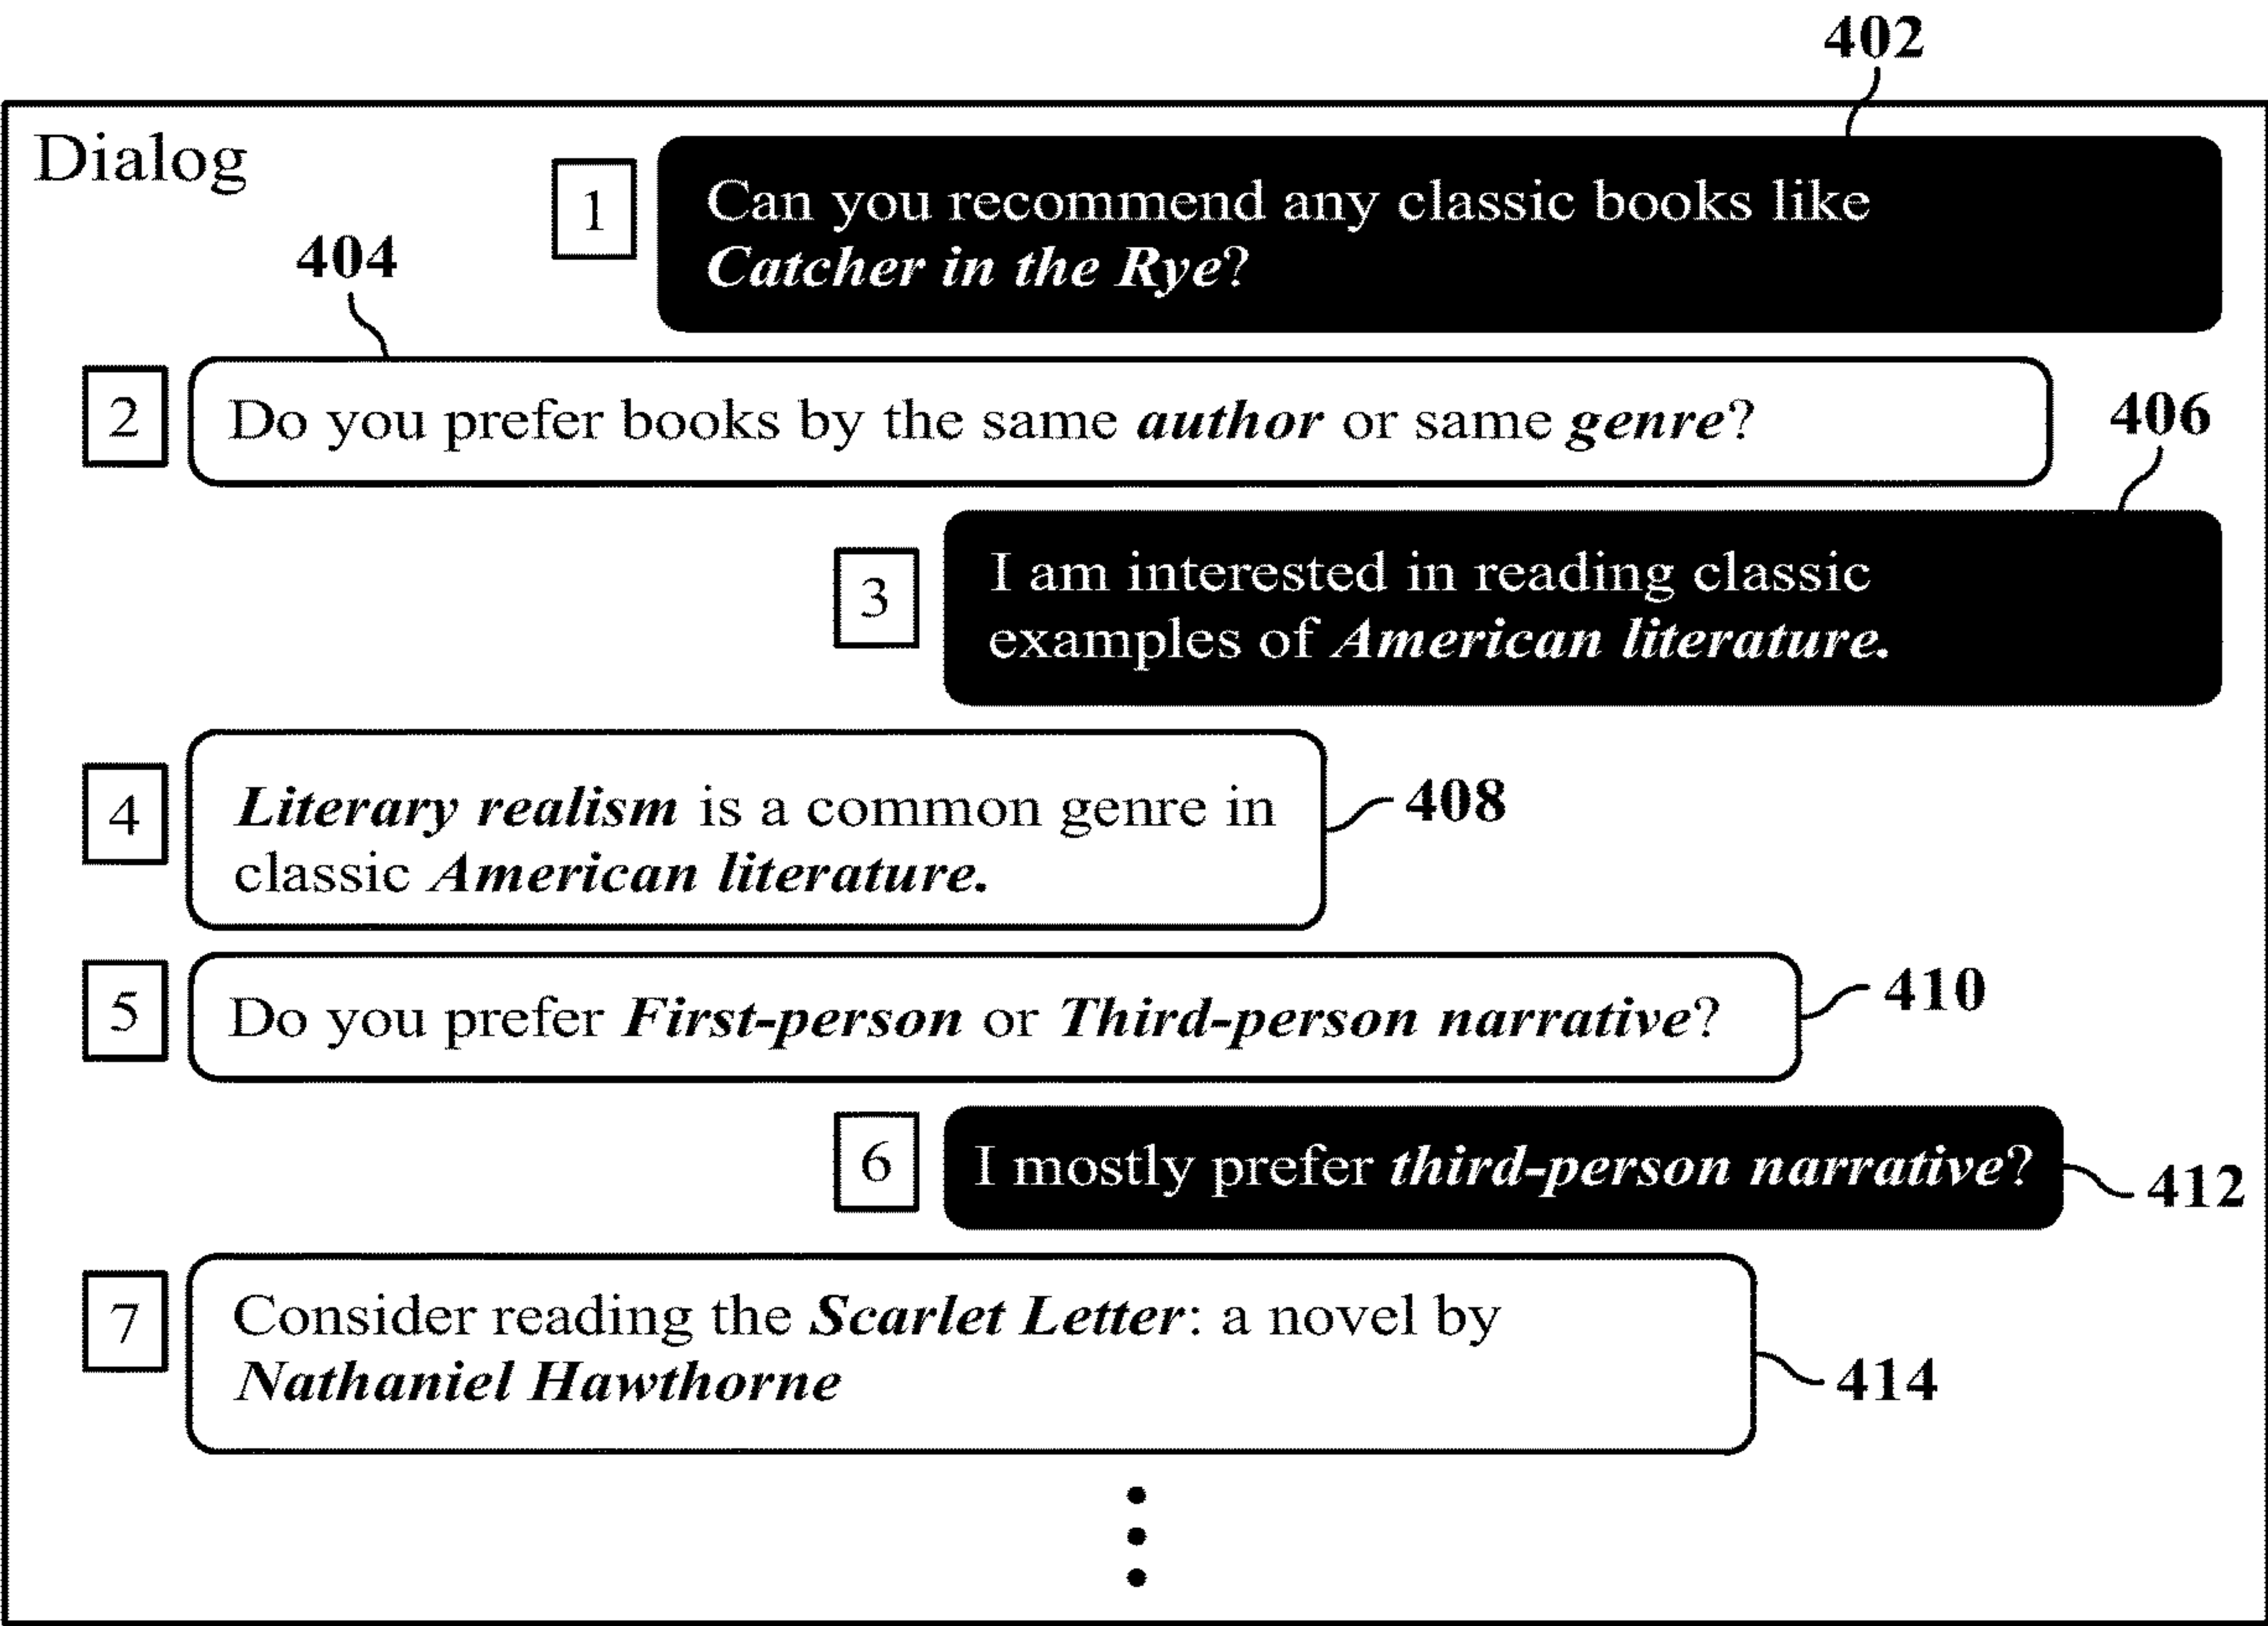 402
Dialog
1
Can you recommend any classic books like
Catcher in the Rye?
404
2
Do you prefer books by the same author or same genre?
406
3
I am interested in reading classic
examples of American literature.
4
Literary realism is a common genre in
classic American literature.
408
5
Do you prefer First-person or Third-person narrative?
410
6
I mostly prefer third-person narrative?
412
7
Consider reading the Scarlet Letter: a novel by
Nathaniel Hawthorne
414